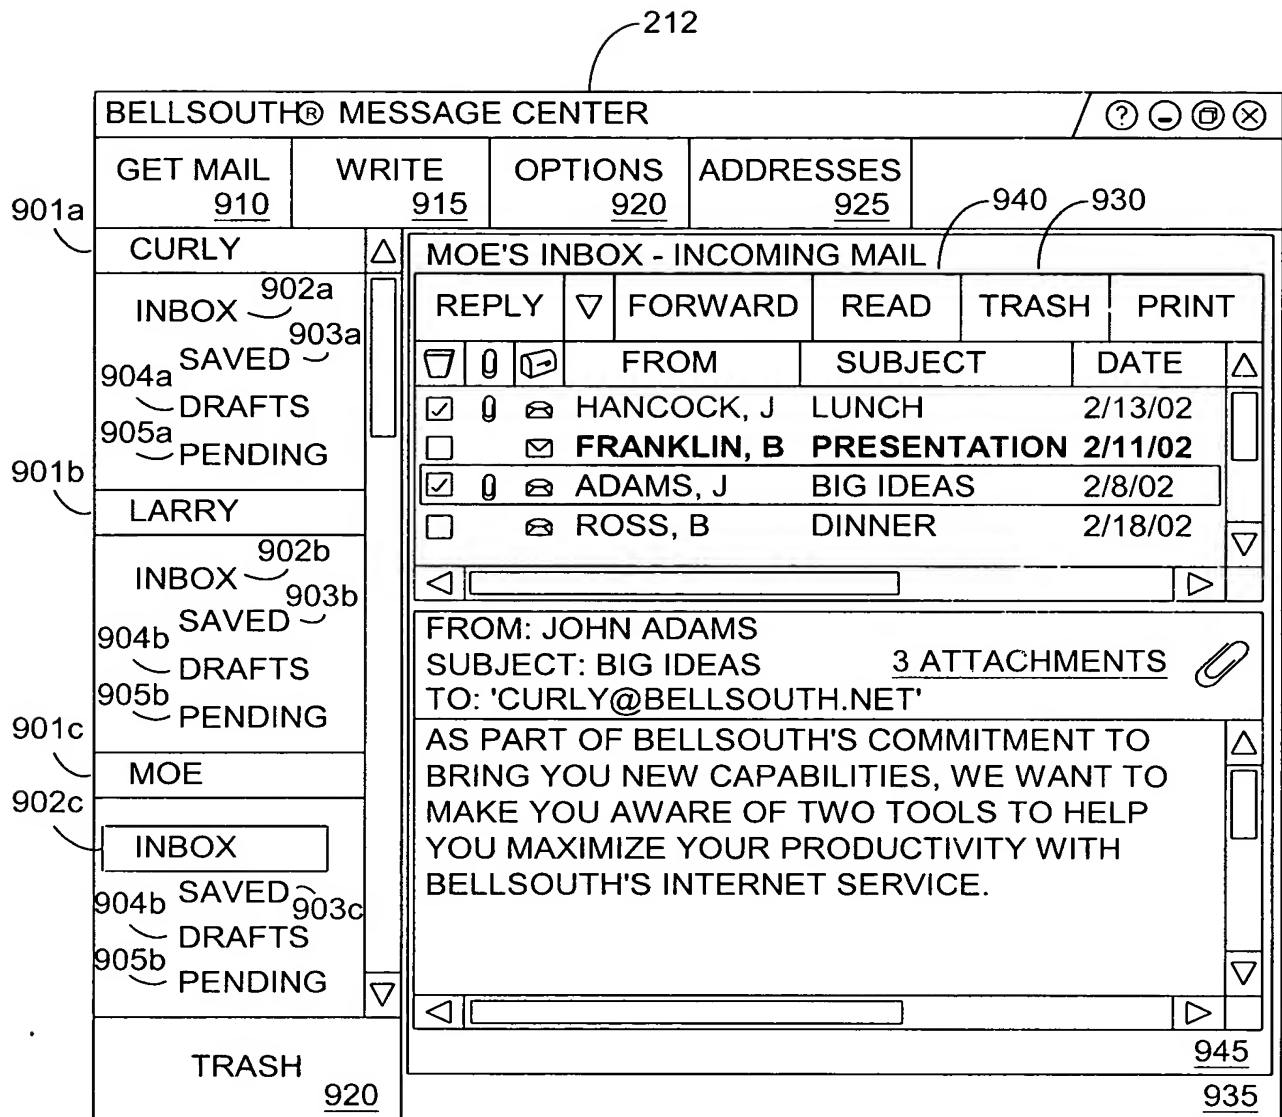 212
BELLSOUTH® MESSAGE CENTER
GET MAIL 910
WRITE 915
OPTIONS 920
ADDRESSES 925
940
930
901a
CURLY
INBOX 902a
SAVED 903a
904a DRAFTS
905a PENDING
901b
LARRY
INBOX 902b
SAVED 903b
904b DRAFTS
905b PENDING
901c
MOE
902c
INBOX
SAVED 903c
904b DRAFTS
905b PENDING
TRASH
920
MOE'S INBOX - INCOMING MAIL
REPLY FORWARD READ TRASH PRINT
FROM SUBJECT DATE
HANCOCK, J LUNCH 2/13/02
FRANKLIN, B PRESENTATION 2/11/02
ADAMS, J BIG IDEAS 2/8/02
ROSS, B DINNER 2/18/02
FROM: JOHN ADAMS
SUBJECT: BIG IDEAS 3 ATTACHMENTS
TO: 'CURLY@BELLSOUTH.NET'
AS PART OF BELLSOUTH'S COMMITMENT TO
BRING YOU NEW CAPABILITIES, WE WANT TO
MAKE YOU AWARE OF TWO TOOLS TO HELP
YOU MAXIMIZE YOUR PRODUCTIVITY WITH
BELLSOUTH'S INTERNET SERVICE.
945
935